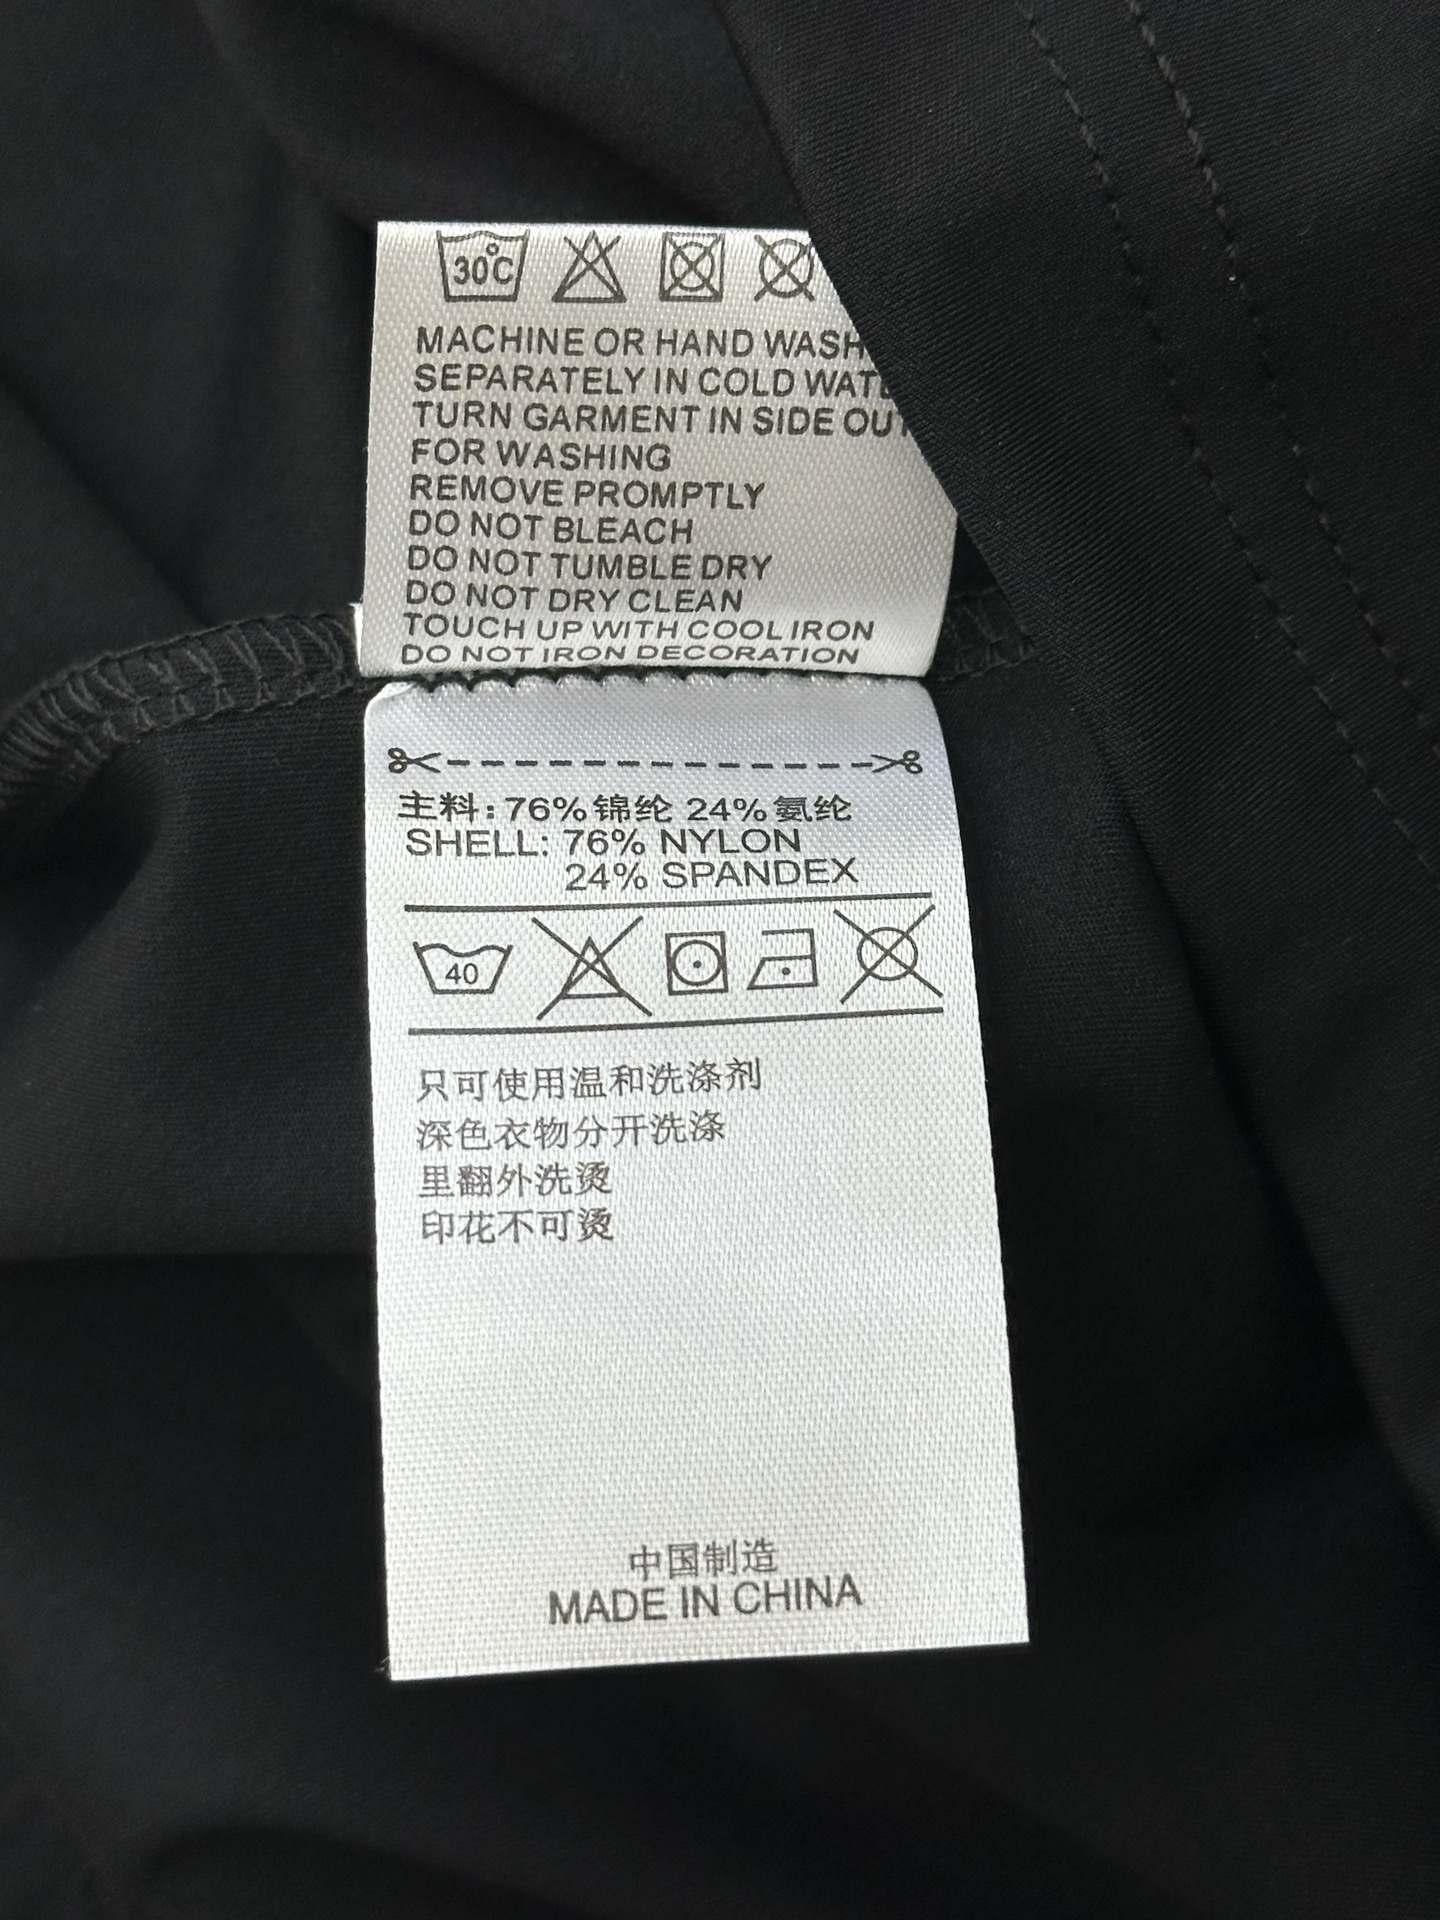 30°C
MACHINE OR HAND WASH
SEPARATELY IN COLD
TURN GARMENT IN SIDE
FOR WASHING
REMOVE PROMPTLY
DO NOT BLEACH
DO NOT TUMBLE DRY
DO NOT DRY CLEAN
TOUCH UP WITH COOL IRON
DO NOT IRON DECORATION
主料：76%锦纶 24%氨纶
SHELL: 76% NYLON
24% SPANDEX
40
只可使用温和洗涤剂
深色衣物分开洗涤
里翻外洗烫
印花不可烫
中国制造
MADE IN CHINA